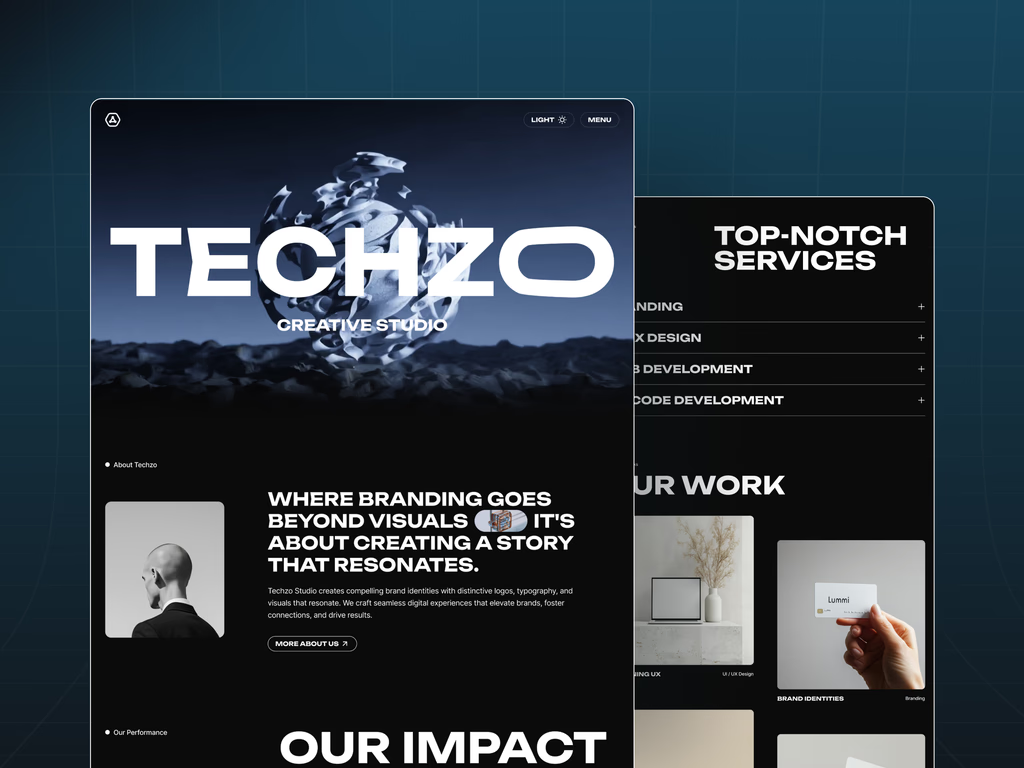 LIGHT
MENU
TECHZO
CREATIVE STUDIO
About Techzo
WHERE BRANDING GOES
BEYOND VISUALS IT'S
ABOUT CREATING A STORY
THAT RESONATES.
Techzo Studio creates compelling brand identities with distinctive logos, typography, and
visuals that resonate. We craft seamless digital experiences that elevate brands, foster
connections, and drive results.
MORE ABOUT US
Our Performance
OUR IMPACT
TOP-NOTCH
SERVICES
ANDING
X DESIGN
B DEVELOPMENT
CODE DEVELOPMENT
UR WORK
Lummi
NING UX
UI / UX Design
BRAND IDENTITIES
Branding